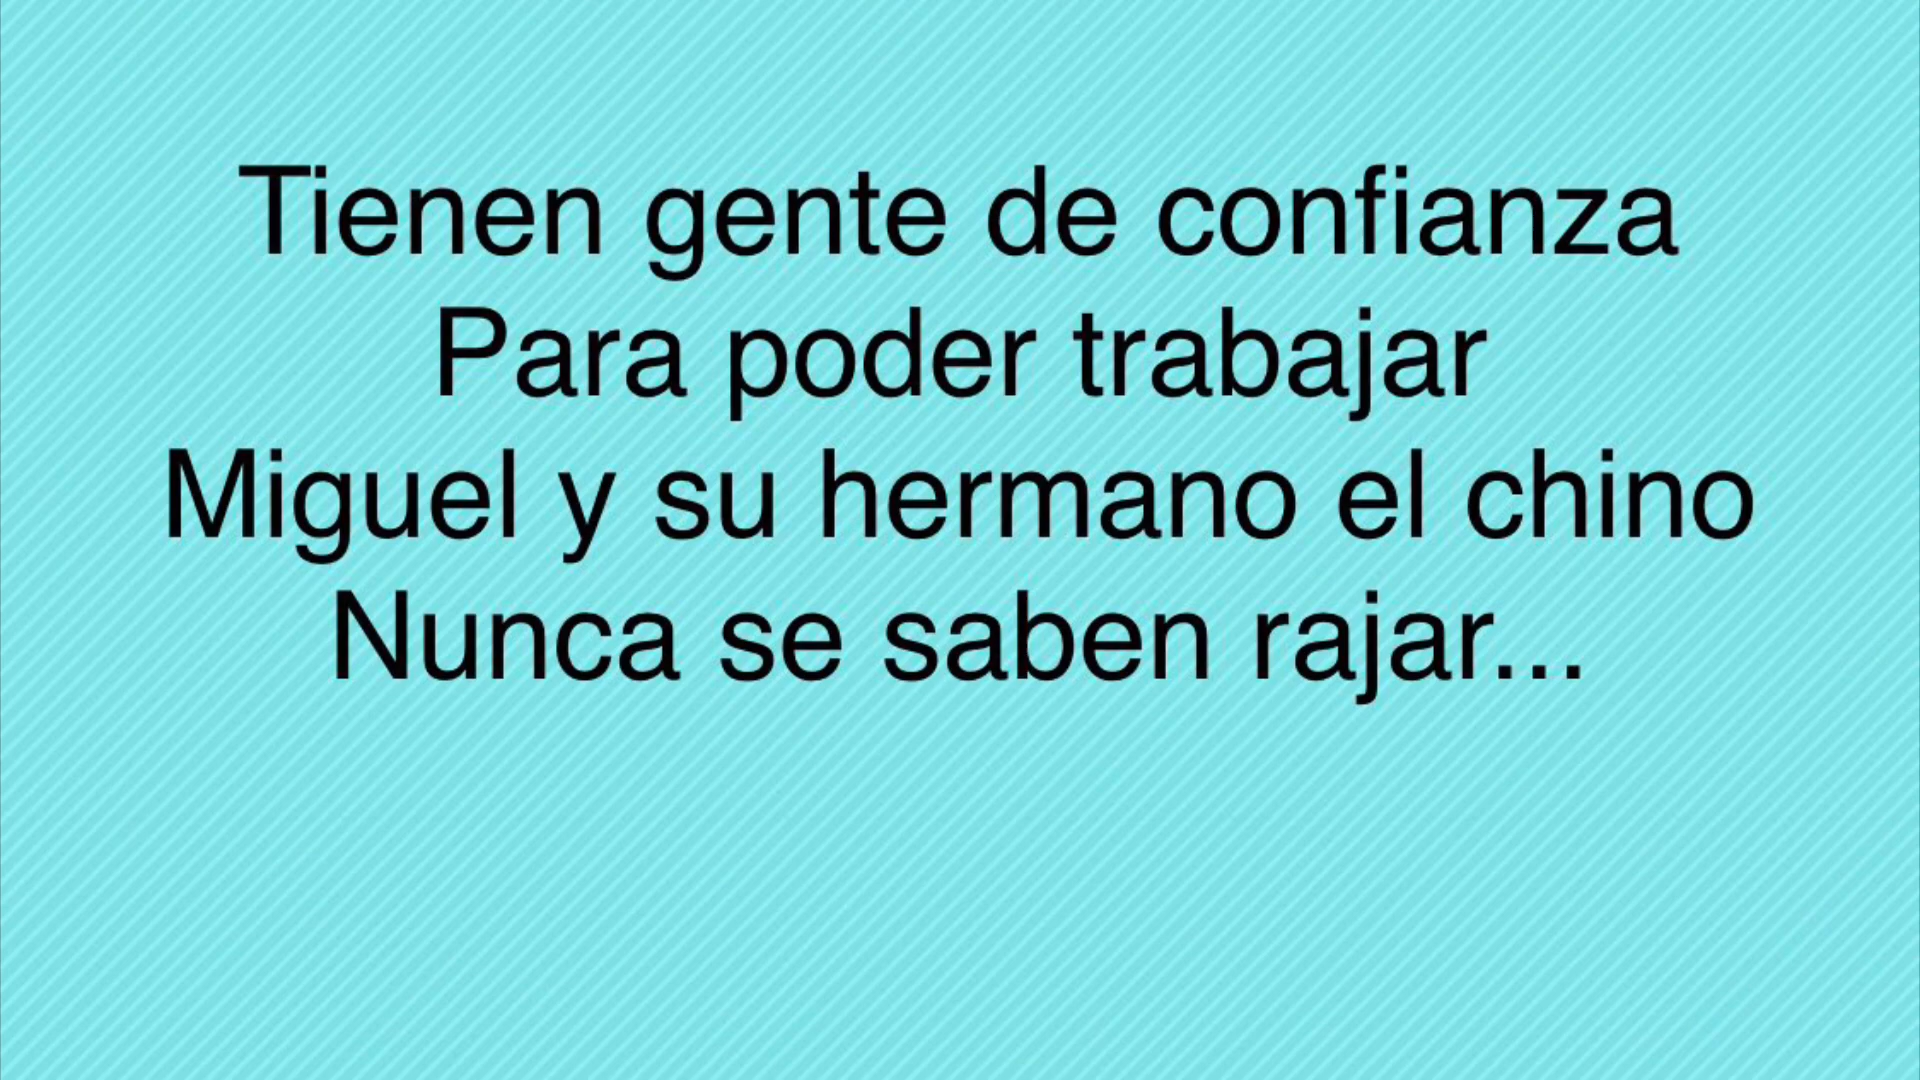 Tienen gente de confianza
Para poder trabajar
Miguel y su hermano el chino
Nunca se saben rajar...